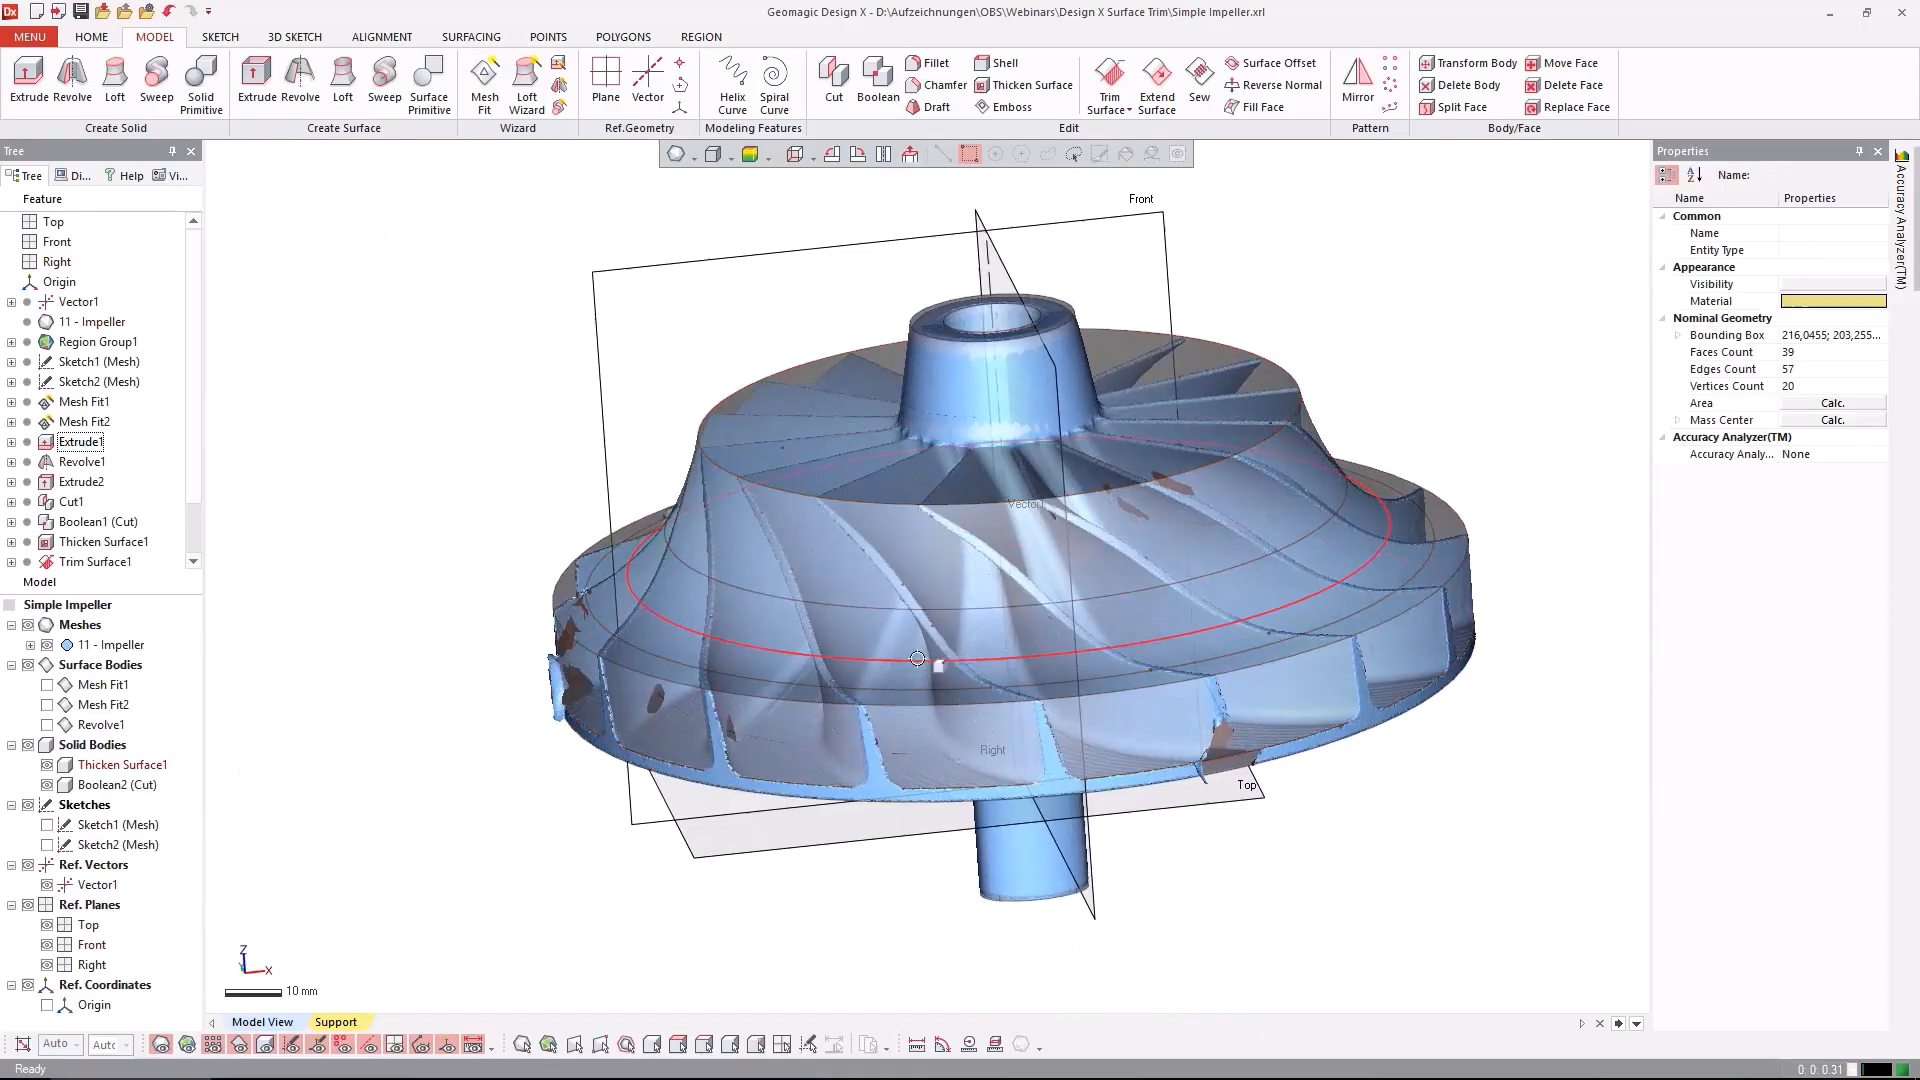 Dx
Geomagic Design X - D:\Aufzeichnungen\OBS\Webinars\Design X Surface Trim\Simple Impeller.xrl
MENU HOME MODEL SKETCH 3D SKETCH ALIGNMENT SURFACING POINTS POLYGONS REGION
Extrude Revolve Loft Sweep Solid Primitive
Create Solid
Extrude Revolve Loft Sweep Surface Primitive
Create Surface
Mesh Fit Loft Wizard
Wizard
Plane Vector
Ref.Geometry
Helix Curve Spiral Curve
Modeling Features
Cut Boolean Fillet Chamfer Draft Shell Thicken Surface Emboss
Trim Surface Extend Surface Sew Surface Offset Reverse Normal Fill Face
Edit
Mirror
Pattern
Transform Body Move Face
Delete Body Delete Face
Split Face Replace Face
Body/Face
Tree
Tree Di... Help Vi...
Feature
Top
Front
Right
Origin
Vector1
11 - Impeller
Region Group1
Sketch1 (Mesh)
Sketch2 (Mesh)
Mesh Fit1
Mesh Fit2
Extrude1
Revolve1
Extrude2
Cut1
Boolean1 (Cut)
Thicken Surface1
Trim Surface1
Model
Simple Impeller
Meshes
11 - Impeller
Surface Bodies
Mesh Fit1
Mesh Fit2
Revolve1
Solid Bodies
Thicken Surface1
Boolean2 (Cut)
Sketches
Sketch1 (Mesh)
Sketch2 (Mesh)
Ref. Vectors
Vector1
Ref. Planes
Top
Front
Right
Ref. Coordinates
Origin
Front
Vector1
Right
Top
Z
X
10 mm
Model View Support
Properties
Name:
Name Properties
Common
Name
Entity Type
Appearance
Visibility
Material
Nominal Geometry
Bounding Box 216,0455; 203,255...
Faces Count 39
Edges Count 57
Vertices Count 20
Area Calc.
Mass Center Calc.
Accuracy Analyzer(TM)
Accuracy Analy... None
Accuracy Analyzer(TM)
Auto Auto
Ready
0: 0: 0.31